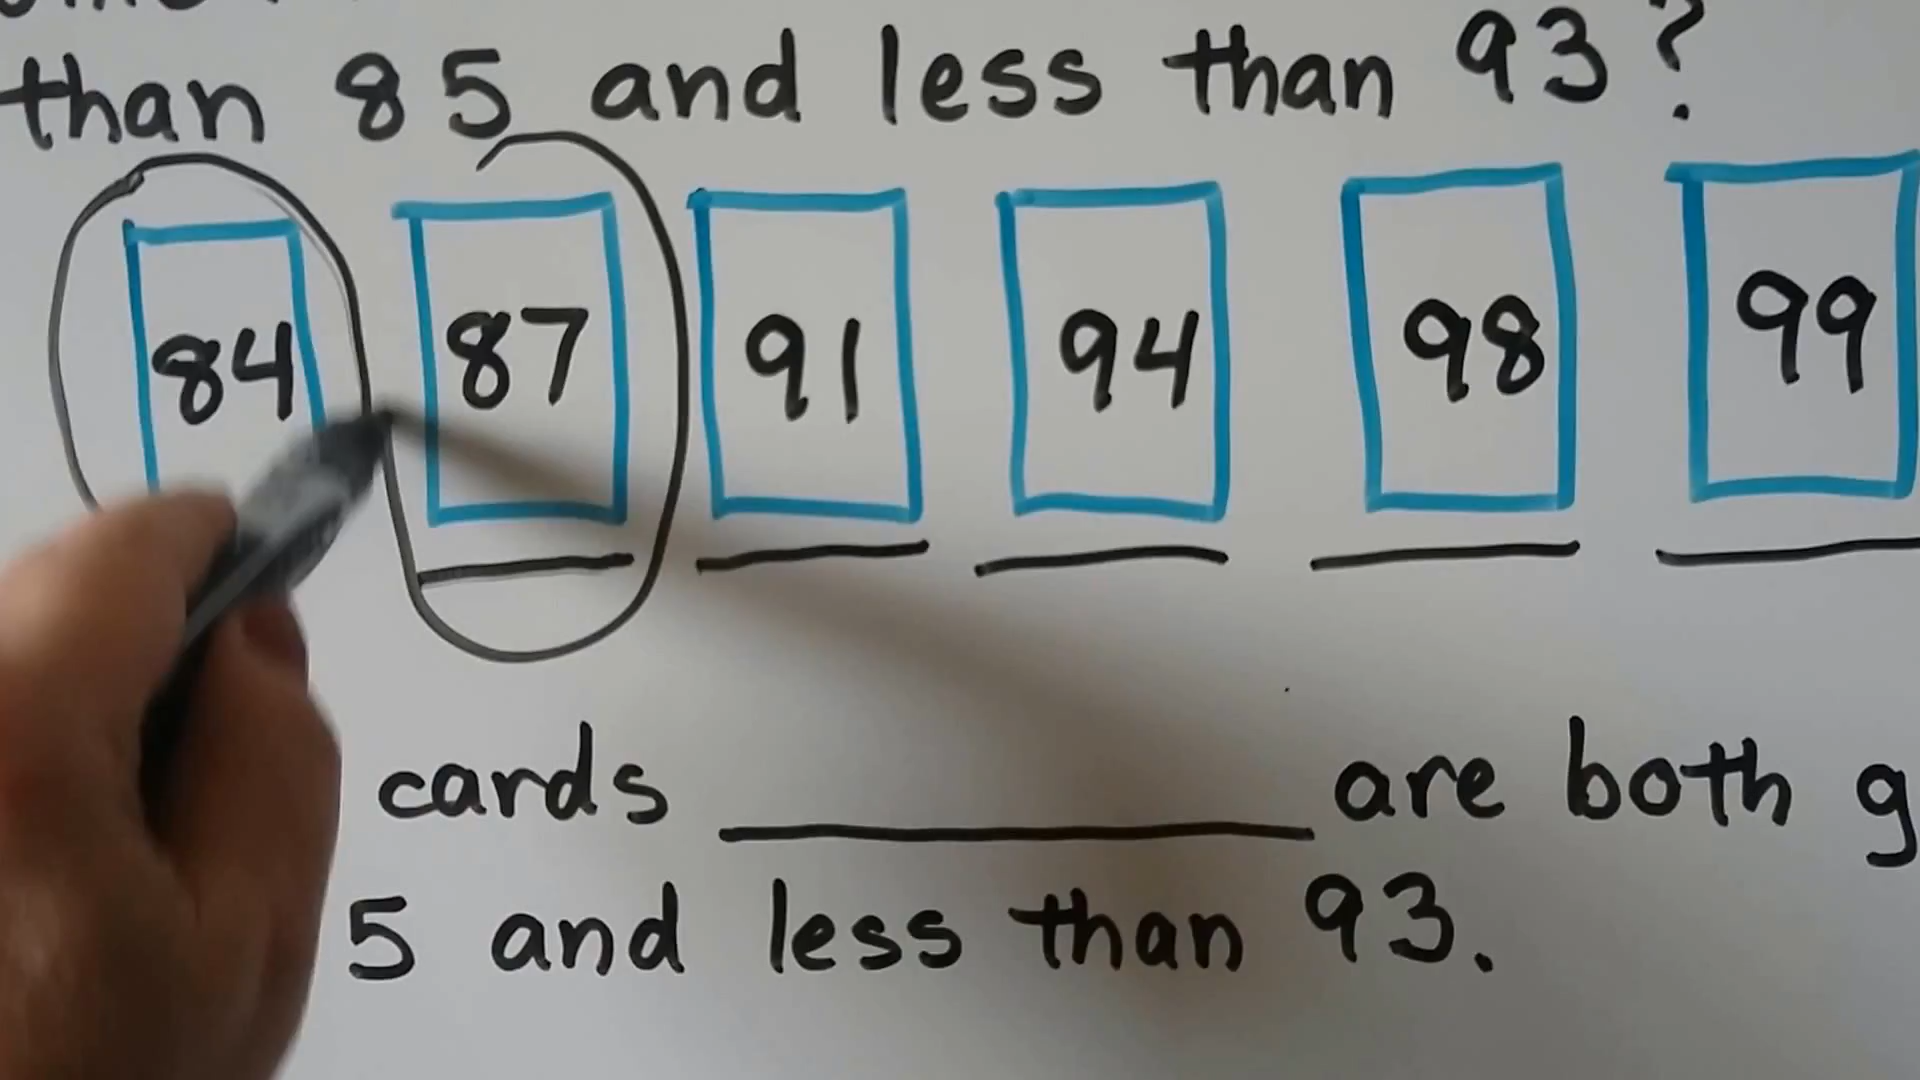 than 85 and less than 93?
84 87 91 94 98 99
cards are both g
5 and less than 93.